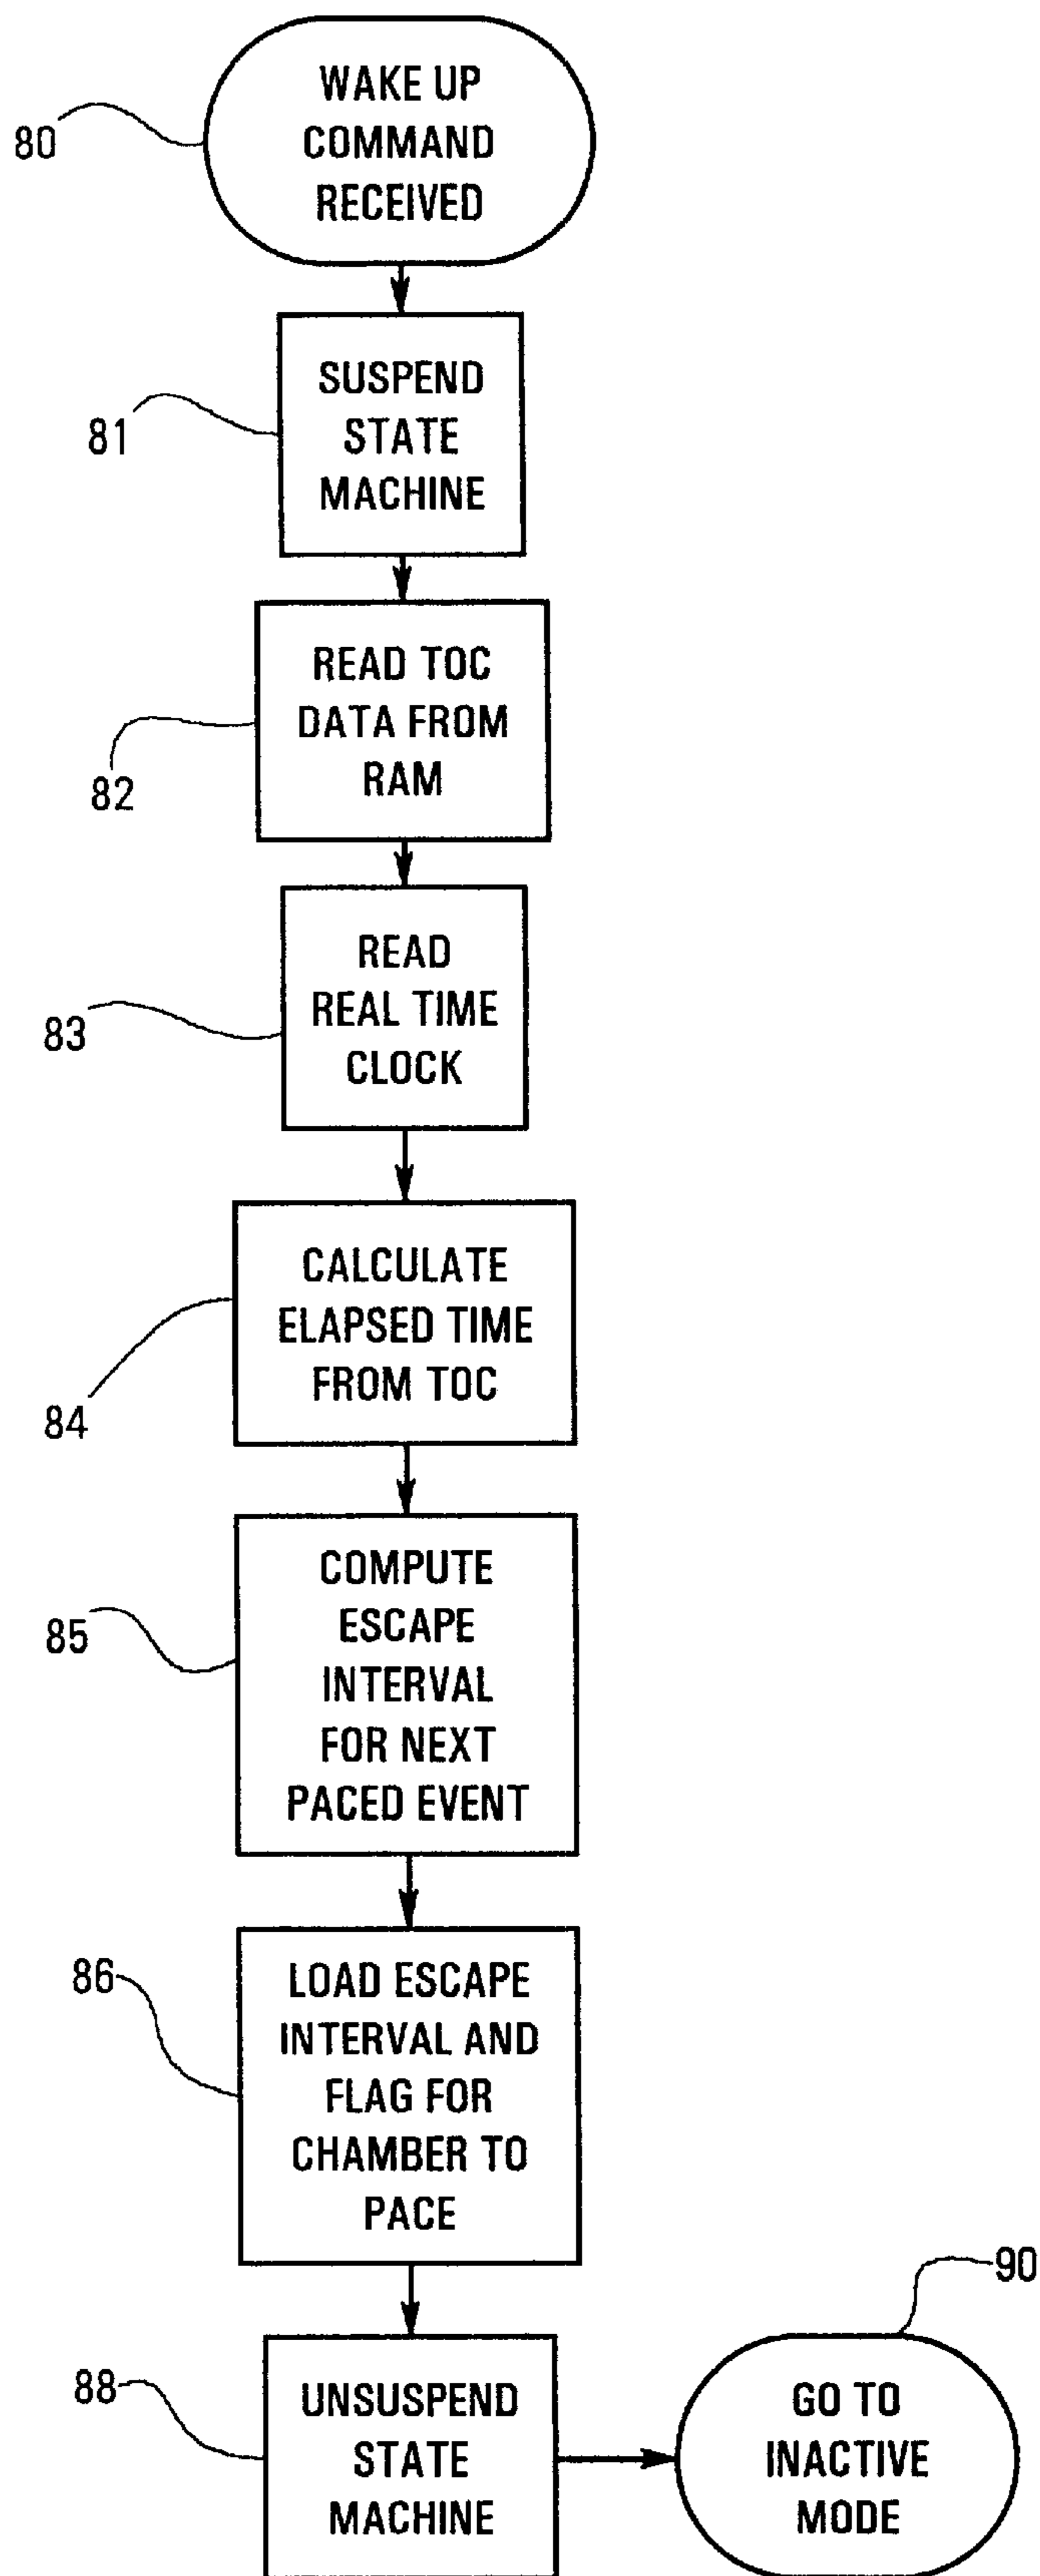 WAKE UP
COMMAND
RECEIVED
80
SUSPEND
STATE
MACHINE
81
READ TOC
DATA FROM
RAM
82
READ
REAL TIME
CLOCK
83
CALCULATE
ELAPSED TIME
FROM TOC
84
COMPUTE
ESCAPE
INTERVAL
FOR NEXT
PACED EVENT
85
LOAD ESCAPE
INTERVAL AND
FLAG FOR
CHAMBER TO
PACE
86
UNSUSPEND
STATE
MACHINE
88
GO TO
INACTIVE
MODE
90